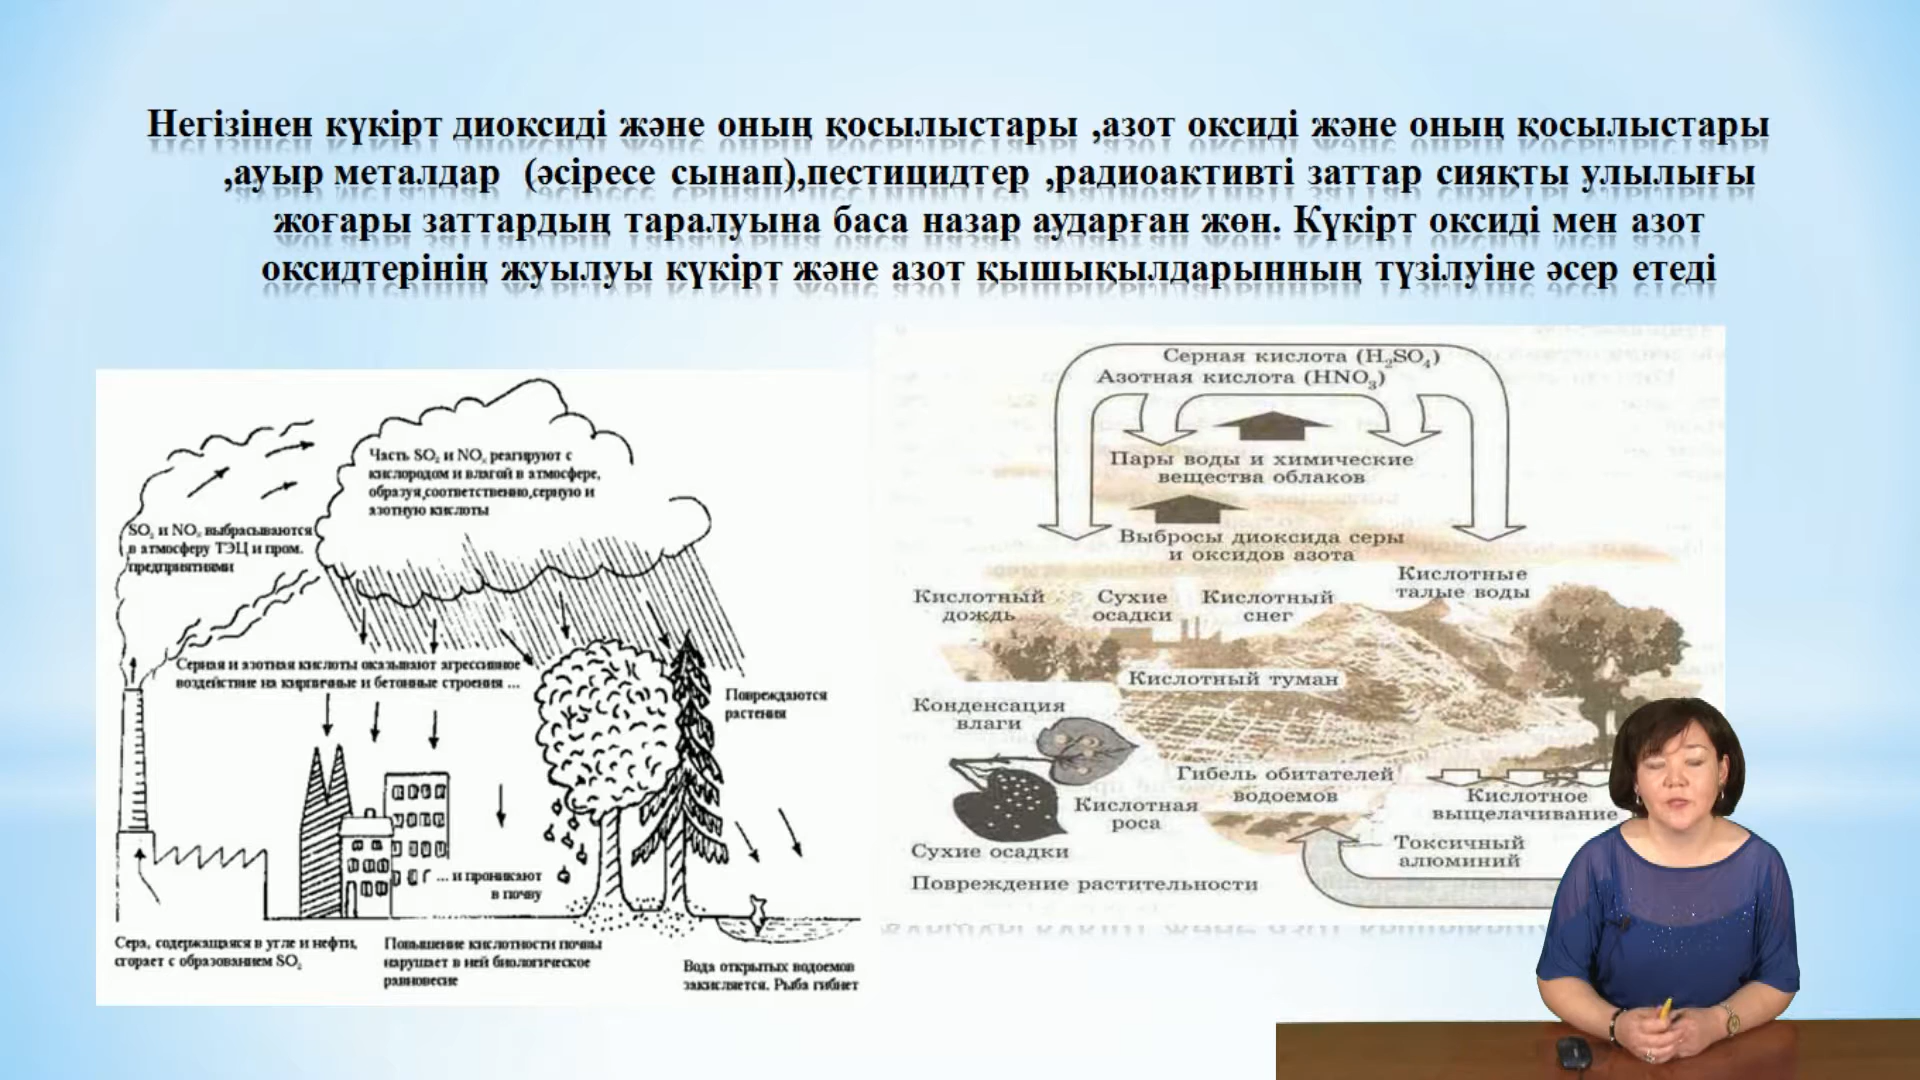 Негізінен күкірт диоксиді және оның қосылыстары ,азот оксиді және оның қосылыстары
,ауыр металдар (әсіресе сынап),пестицидтер ,радиоактивті заттар сияқты улылығы
жоғары заттардың таралуына баса назар аударған жөн. Күкірт оксиді мен азот
оксидтерінің жуылуы күкірт және азот қышықылдарынның түзілуіне әсер етеді
Часть SO₂ и NOₓ реагируют с
кислородом и влагой в атмосфере,
образуя,соответственно,серную и
азотную кислоты
SO₂ и NOₓ выбрасываются
в атмосферу ТЭЦ и пром.
предприятиями
Серная и азотная кислоты оказывают агрессивное
воздействие на кирпичные и бетонные строения ...
Повреждаются
растения
... и проникают
в почву
Сера, содержащаяся в угле и нефти,
сгорает с образованием SO₂
Повышение кислотности почвы
нарушает в ней биологическое
равновесие
Вода открытых водоемов
закисляется. Рыба гибнет
Серная кислота (H₂SO₄)
Азотная кислота (HNO₃)
Пары воды и химические
вещества облаков
Выбросы диоксида серы
и оксидов азота
Кислотный
дождь
Сухие
осадки
Кислотный
снег
Кислотные
талые воды
Кислотный туман
Конденсация
влаги
Кислотная
роса
Гибель обитателей
водоемов
Кислотное
выщелачивание
Токсичный
алюминий
Сухие осадки
Повреждение растительности